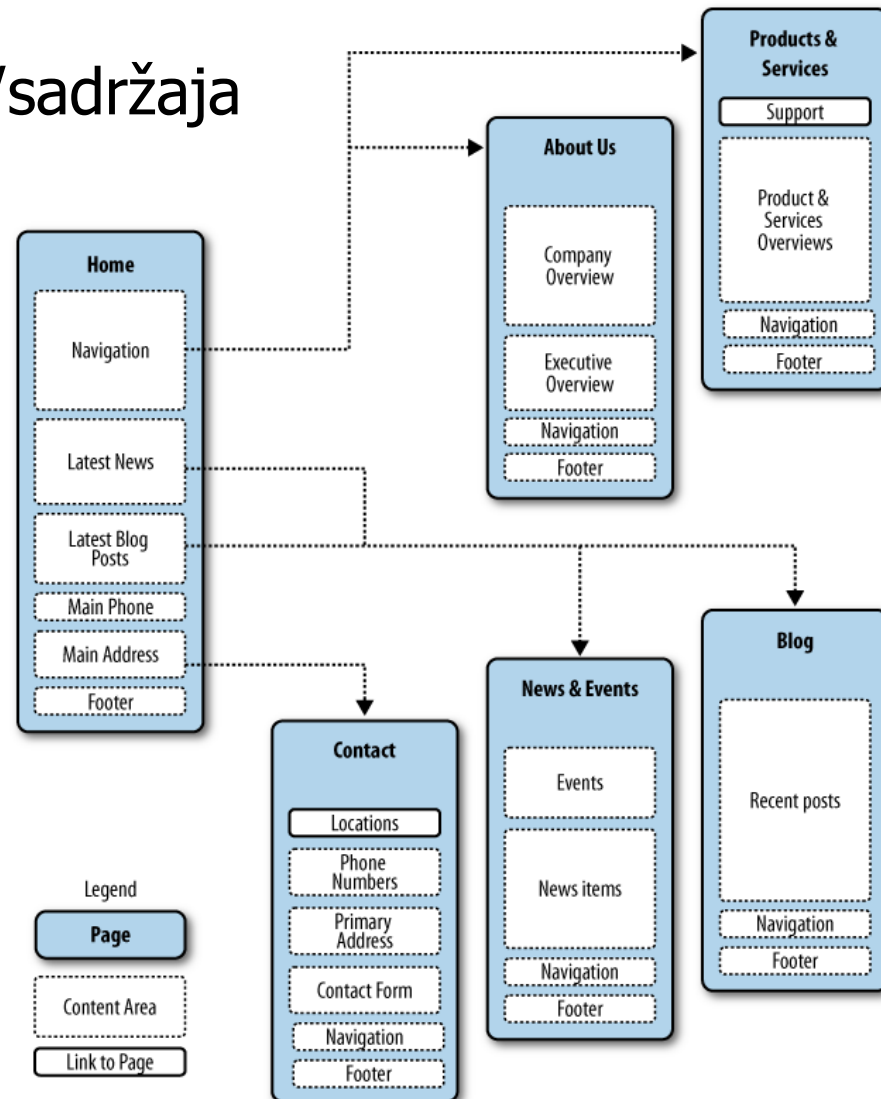 /sadržaja
Products &
Services
Support
Product &
Services
Overviews
Navigation
Footer
About Us
Company
Overview
Executive
Overview
Navigation
Footer
Home
Navigation
Latest News
Latest Blog
Posts
Main Phone
Main Address
Footer
Contact
Locations
Phone
Numbers
Primary
Address
Contact Form
Navigation
Footer
News & Events
Events
News items
Navigation
Footer
Blog
Recent posts
Navigation
Footer
Legend
Page
Content Area
Link to Page